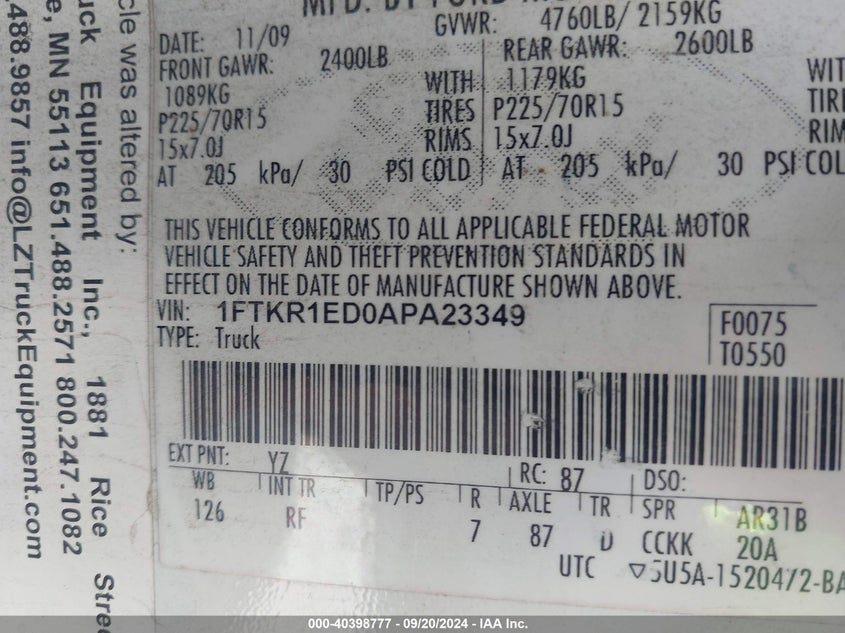 MFD. BY FORD
GVWR: 4760LB/ 2159KG
DATE: 11/09
FRONT GAWR: 2400LB
1089KG WITH
P225/70R15 TIRES
15x7.0J RIMS
AT 205 kPa/ 30 PSI COLD
REAR GAWR: 2600LB
1179KG WIT
P225/70R15 TIRE
15x7.0J RIM
AT 205 kPa/ 30 PSI COL
THIS VEHICLE CONFORMS TO ALL APPLICABLE FEDERAL MOTOR
VEHICLE SAFETY AND THEFT PREVENTION STANDARDS IN
EFFECT ON THE DATE OF MANUFACTURE SHOWN ABOVE.
VIN: 1FTKR1ED0APA23349
TYPE: Truck
F0075
T0550
EXT PNT: YZ RC: 87 DSO:
WB INT TR TP/PS R AXLE TR SPR AR31B
126 RF 7 87 D CCKK 20A
UTC ▽5U5A-1520472-BA
cle was altered by:
uck Equipment Inc., 1881 Rice Stree
e, MN 55113 651.488.2571 800.247.1082
.488.9857 info@LZTruckEquipment.com
000-40398777 - 09/20/2024 - IAA Inc.